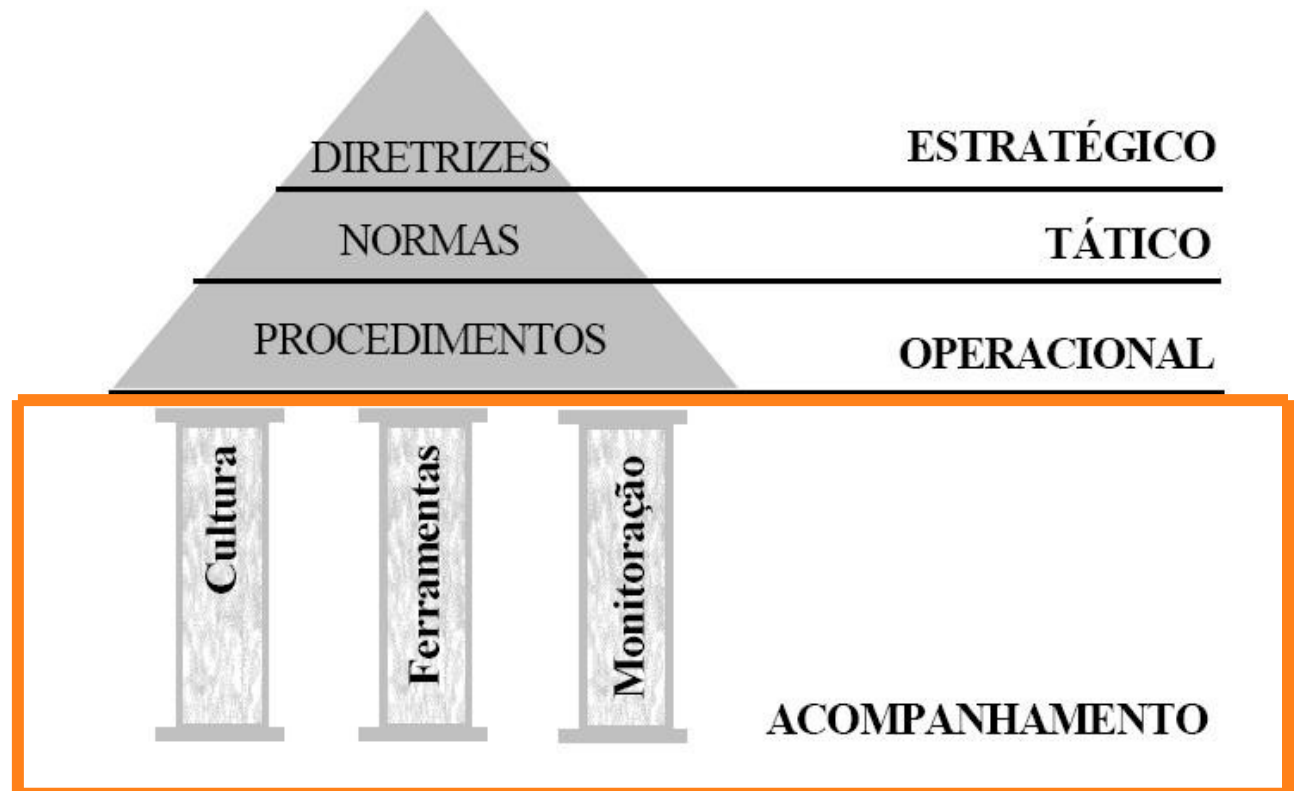 DIRETRIZES
ESTRATÉGICO
NORMAS
TÁTICO
PROCEDIMENTOS
OPERACIONAL
Cultura
Ferramentas
Monitoração
ACOMPANHAMENTO